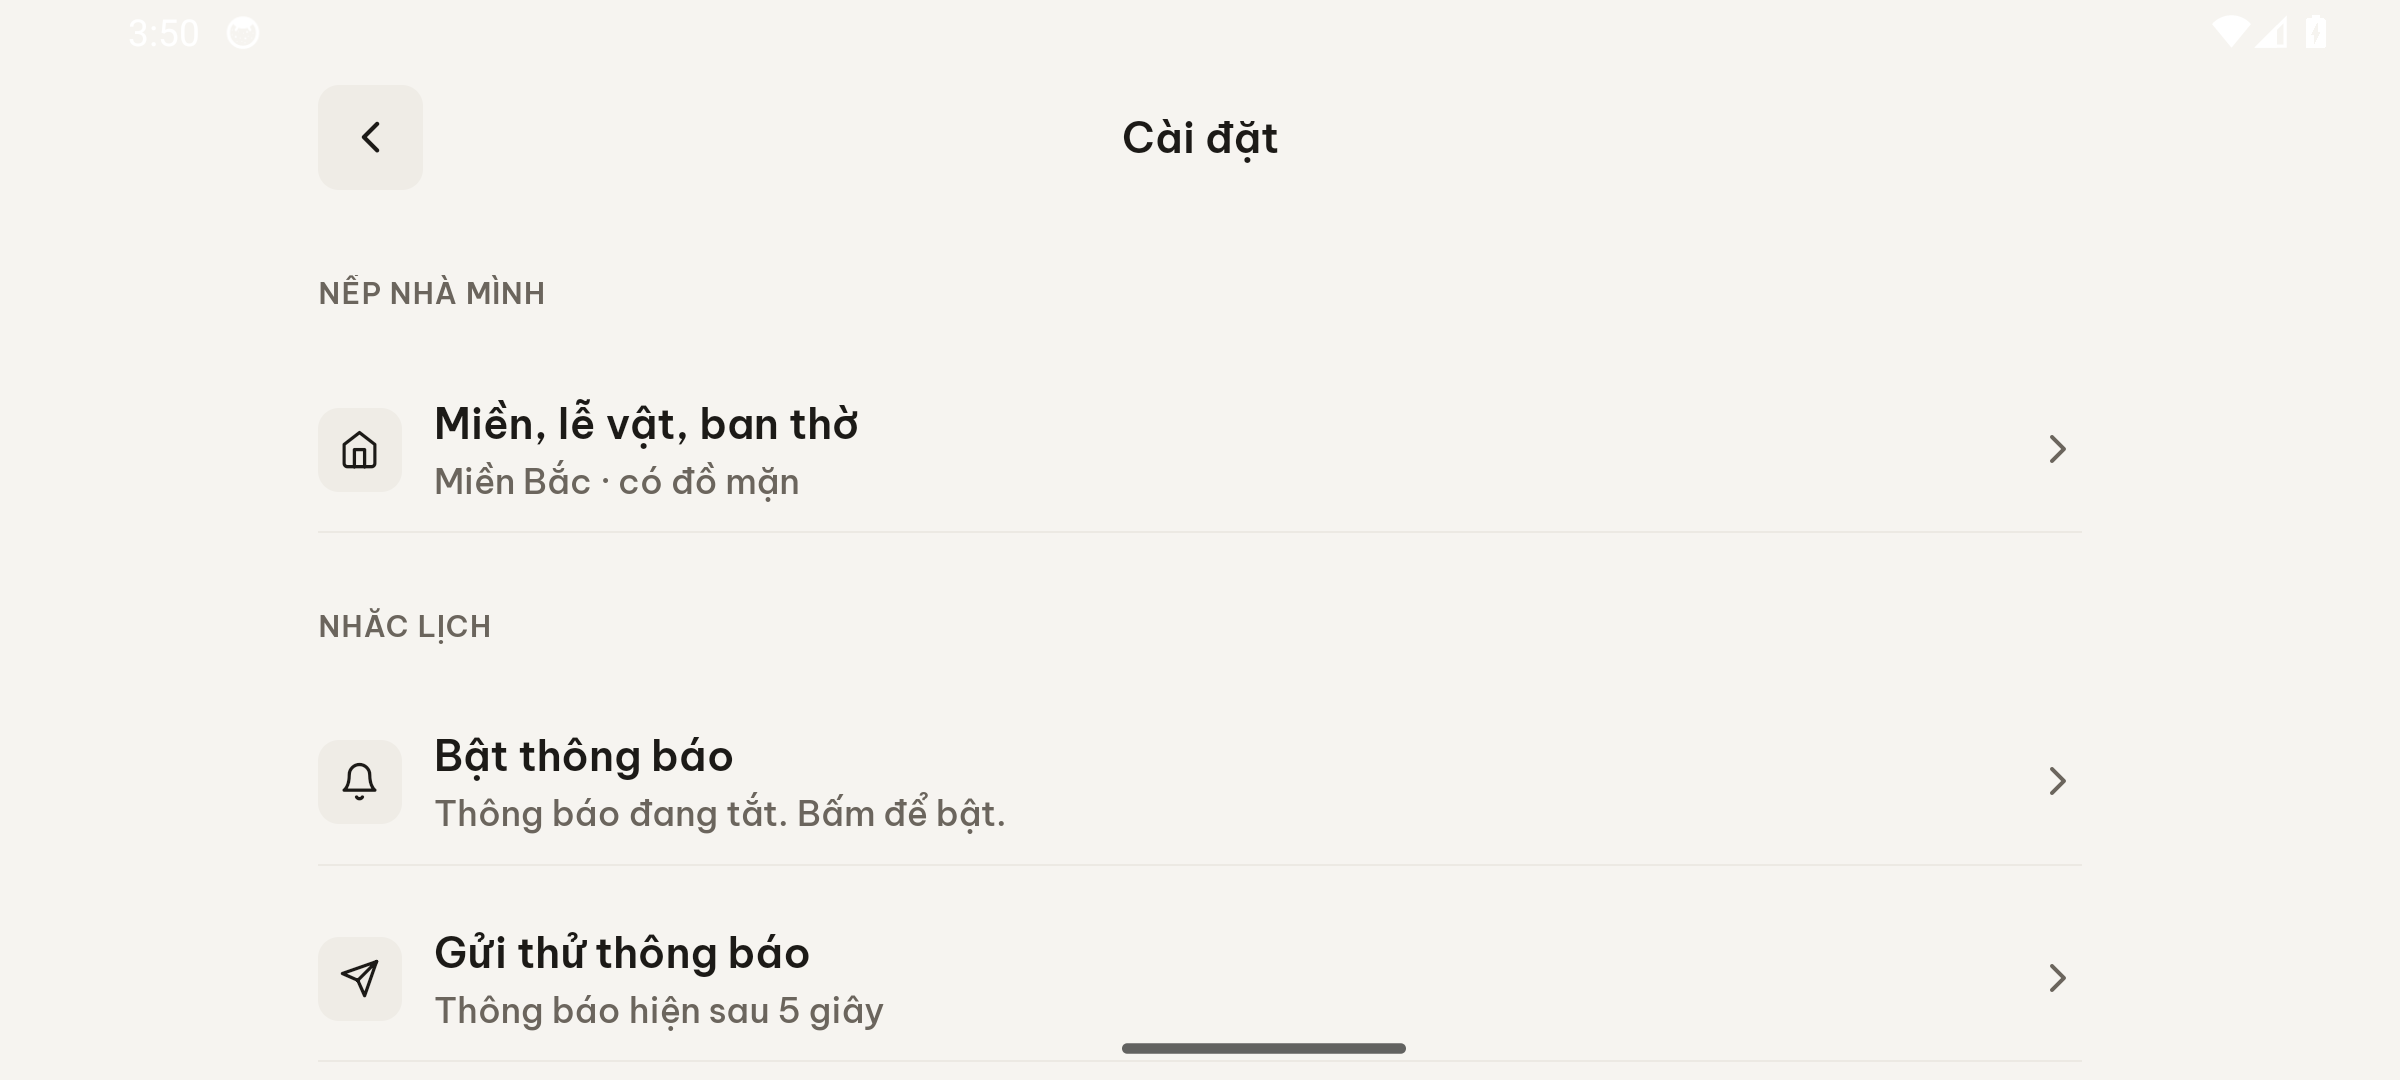 3:50
Cài đặt
NẾP NHÀ MÌNH
Miền, lễ vật, ban thờ
Miền Bắc · có đồ mặn
NHẮC LỊCH
Bật thông báo
Thông báo đang tắt. Bấm để bật.
Gửi thử thông báo
Thông báo hiện sau 5 giây